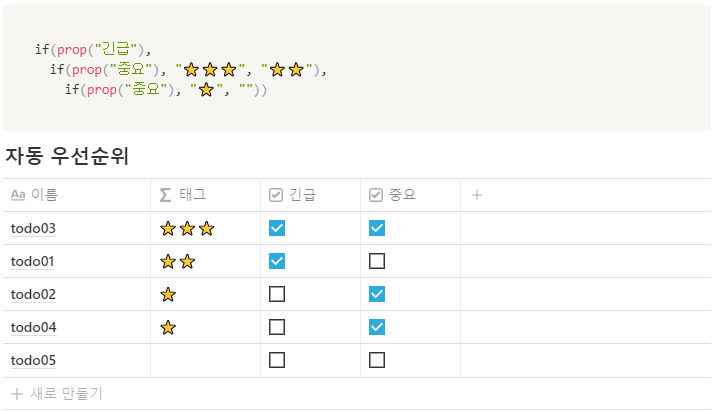 if(prop("긴급"),
if(prop("중요"), "⭐⭐⭐", "⭐⭐"),
if(prop("중요"), "⭐", ""))
자동 우선순위
Aa 이름 Σ 태그 긴급 중요 +
todo03 ⭐⭐⭐
todo01 ⭐⭐
todo02 ⭐
todo04 ⭐
todo05
+ 새로 만들기